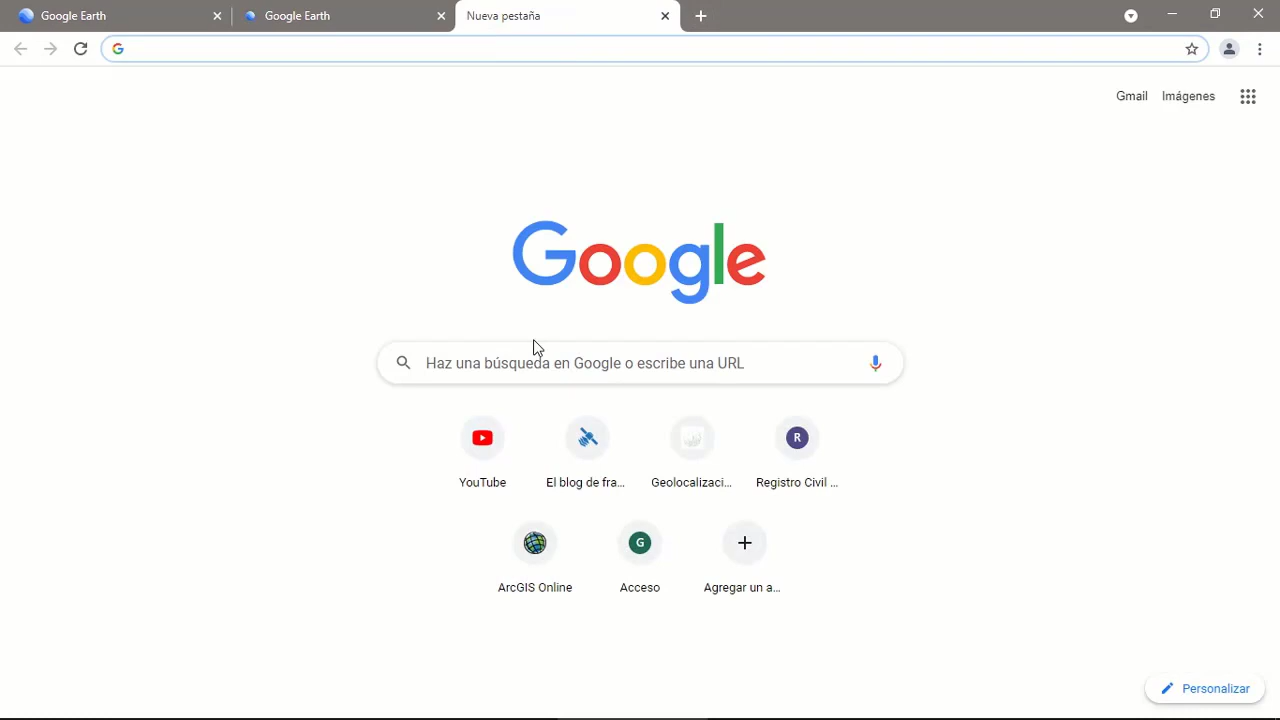 Google Earth
Google Earth
Nueva pestaña
Gmail
Imágenes
Google
Haz una búsqueda en Google o escribe una URL
YouTube
El blog de fra...
Geolocalizaci...
R
Registro Civil ...
ArcGIS Online
G
Acceso
Agregar un a...
Personalizar